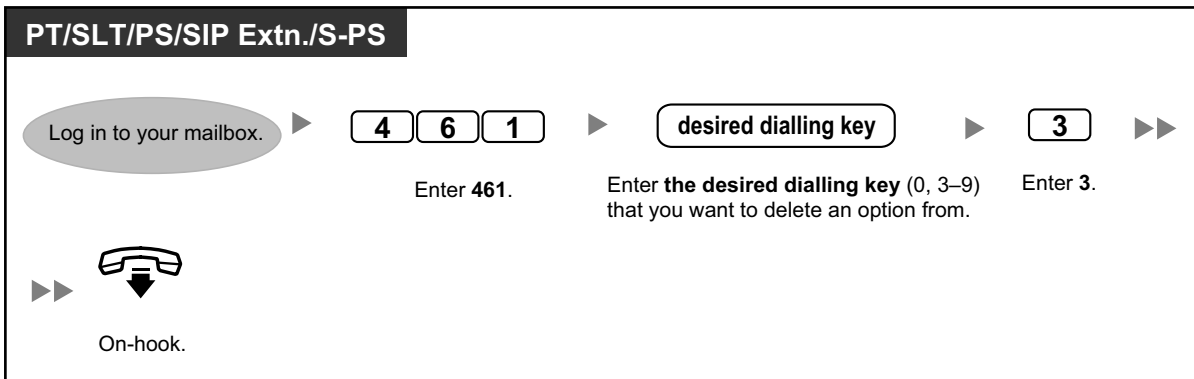 PT/SLT/PS/SIP Extn./S-PS
Log in to your mailbox.
4 6 1
desired dialling key
3
Enter 461.
Enter the desired dialling key (0, 3–9)
that you want to delete an option from.
Enter 3.
On-hook.